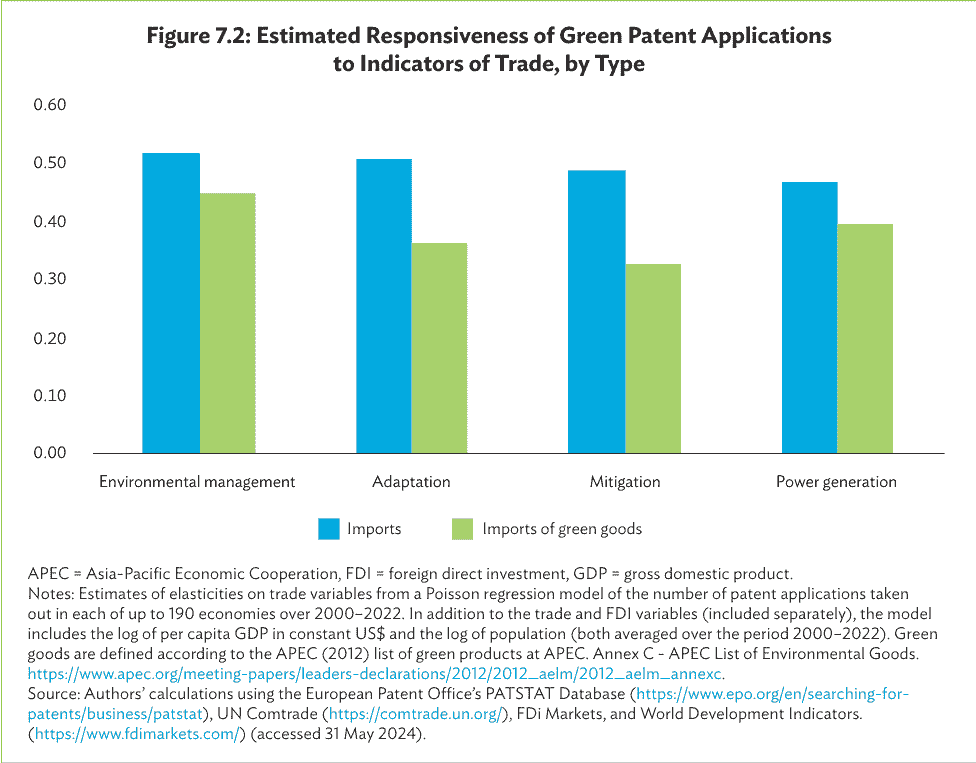 Figure 7.2: Estimated Responsiveness of Green Patent Applications
to Indicators of Trade, by Type
0.60
0.50
0.40
0.30
0.20
0.10
0.00
Environmental management
Adaptation
Mitigation
Power generation
Imports
Imports of green goods
APEC = Asia-Pacific Economic Cooperation, FDI = foreign direct investment, GDP = gross domestic product.
Notes: Estimates of elasticities on trade variables from a Poisson regression model of the number of patent applications taken
out in each of up to 190 economies over 2000–2022. In addition to the trade and FDI variables (included separately), the model
includes the log of per capita GDP in constant US$ and the log of population (both averaged over the period 2000–2022). Green
goods are defined according to the APEC (2012) list of green products at APEC. Annex C - APEC List of Environmental Goods.
https://www.apec.org/meeting-papers/leaders-declarations/2012/2012_aelm/2012_aelm_annexc.
Source: Authors’ calculations using the European Patent Office’s PATSTAT Database (https://www.epo.org/en/searching-for-
patents/business/patstat), UN Comtrade (https://comtrade.un.org/), FDi Markets, and World Development Indicators.
(https://www.fdimarkets.com/) (accessed 31 May 2024).